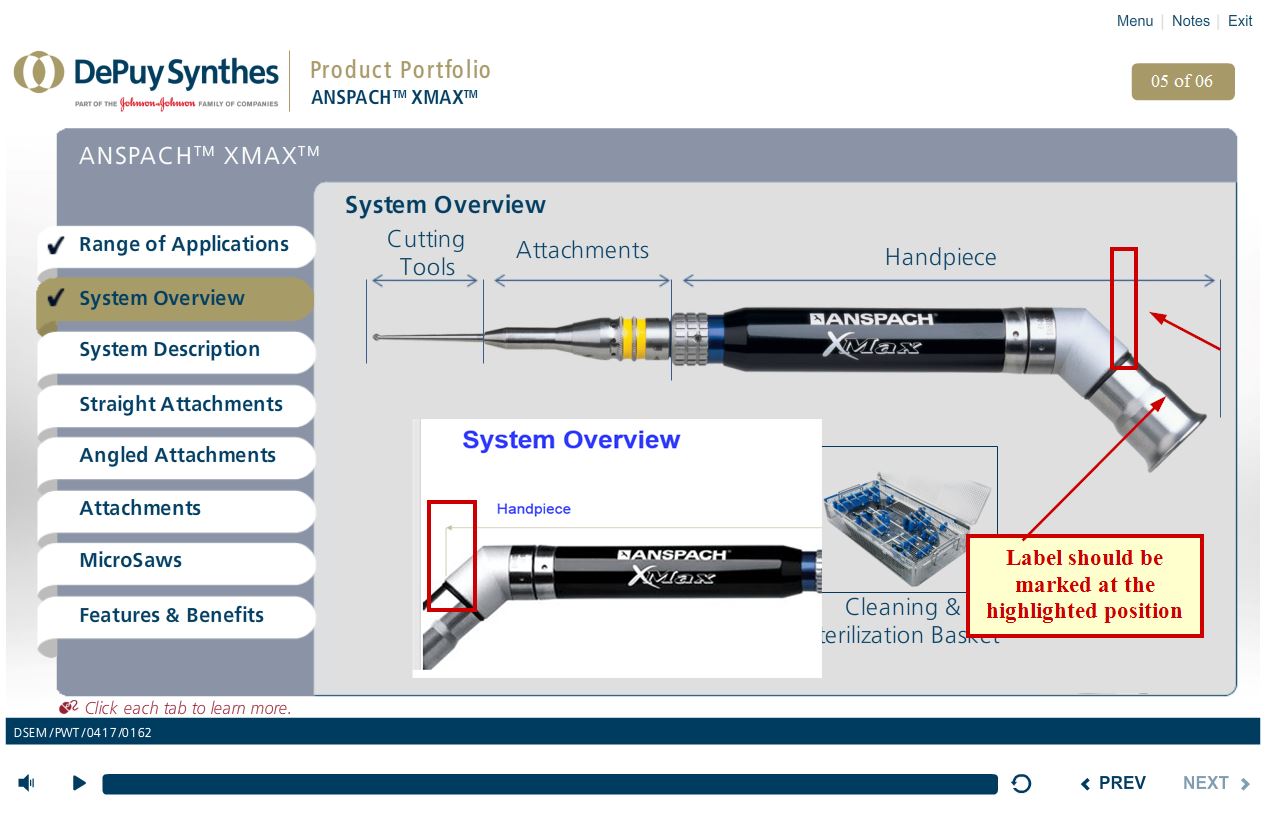 Menu | Notes | Exit
DePuy Synthes
PART OF THE Johnson & Johnson FAMILY OF COMPANIES
Product Portfolio
ANSPACH™ XMAX™
05 of 06
ANSPACH™ XMAX™
Range of Applications
System Overview
System Description
Straight Attachments
Angled Attachments
Attachments
MicroSaws
Features & Benefits
System Overview
Cutting
Tools
Attachments
Handpiece
ANSPACH
XMax
System Overview
Handpiece
ANSPACH
XMax
Cleaning &
terilization Basket
Label should be
marked at the
highlighted position
Click each tab to learn more.
DSEM/PWT/0417/0162
PREV
NEXT